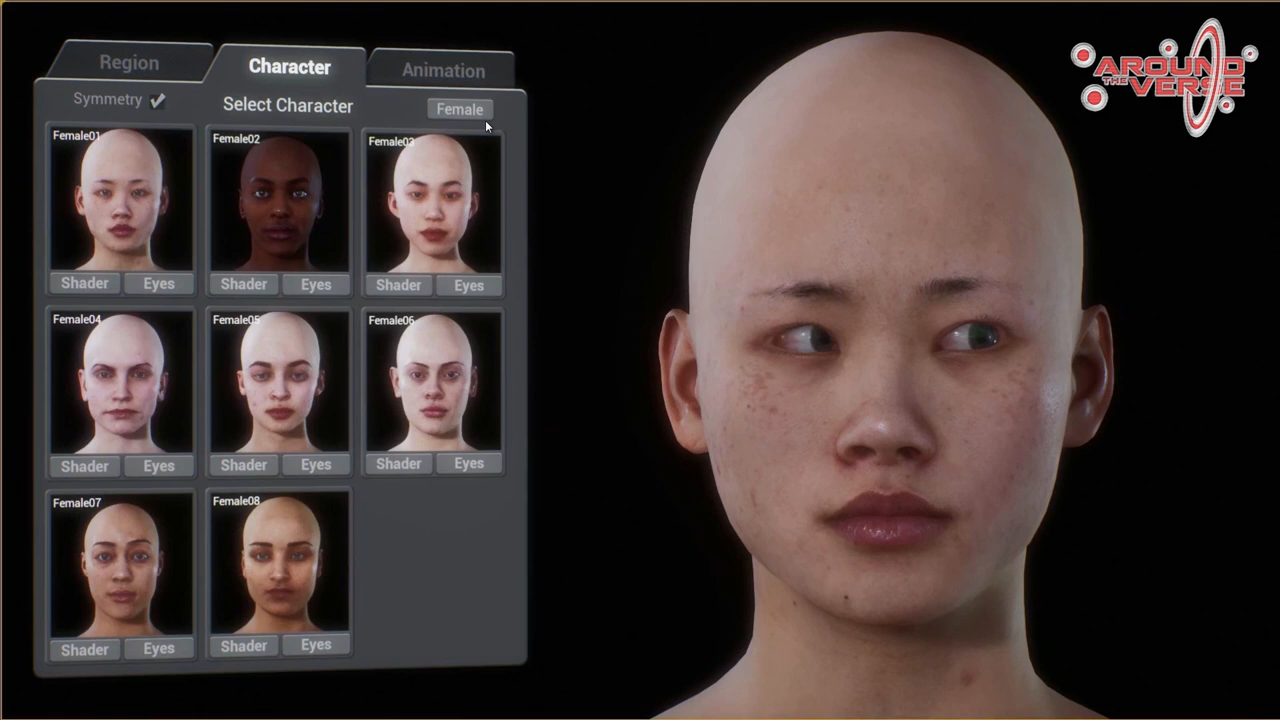 Region
Character
Animation
Symmetry
Select Character
Female
Female01
Female02
Female03
Shader
Eyes
Shader
Eyes
Shader
Eyes
Female04
Female05
Female06
Shader
Eyes
Shader
Eyes
Shader
Eyes
Female07
Female08
Shader
Eyes
Shader
Eyes
AROUND
THE VERSE